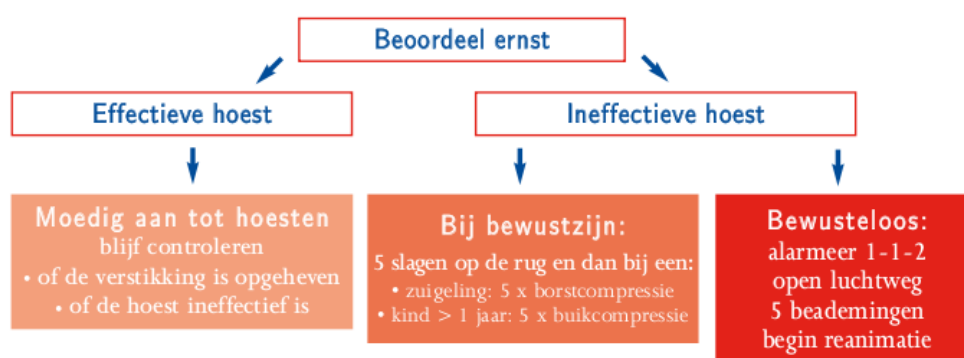 Beoordeel ernst
Effectieve hoest
Ineffectieve hoest
Moedig aan tot hoesten
blijf controleren
• of de verstikking is opgeheven
• of de hoest ineffectief is
Bij bewustzijn:
5 slagen op de rug en dan bij een:
• zuigeling: 5 x borstcompressie
• kind > 1 jaar: 5 x buikcompressie
Bewusteloos:
alarmeer 1-1-2
open luchtweg
5 beademingen
begin reanimatie